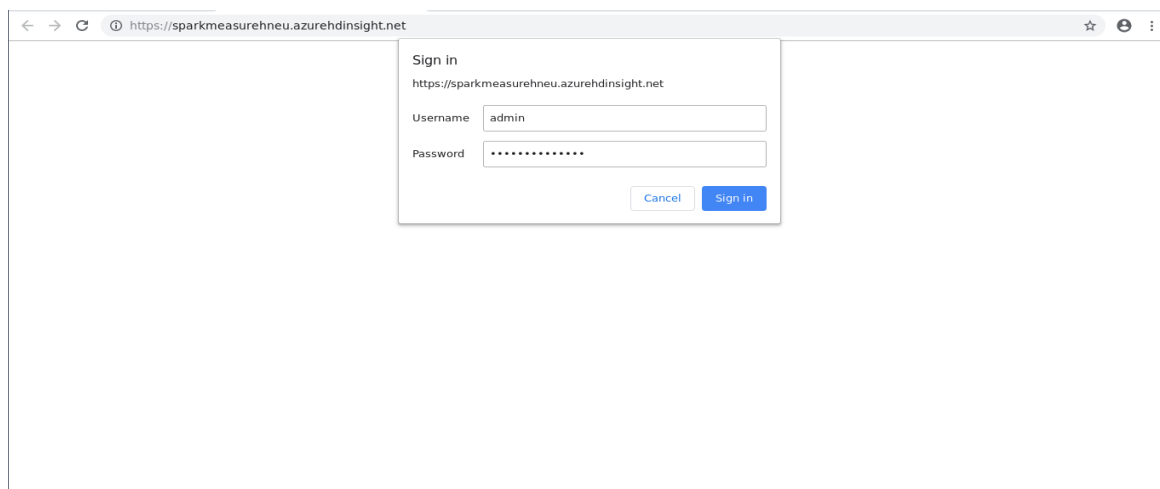 https://sparkmeasurehneu.azurehdinsight.net
Sign in
https://sparkmeasurehneu.azurehdinsight.net
Username admin
Password ••••••••••••••
Cancel Sign in